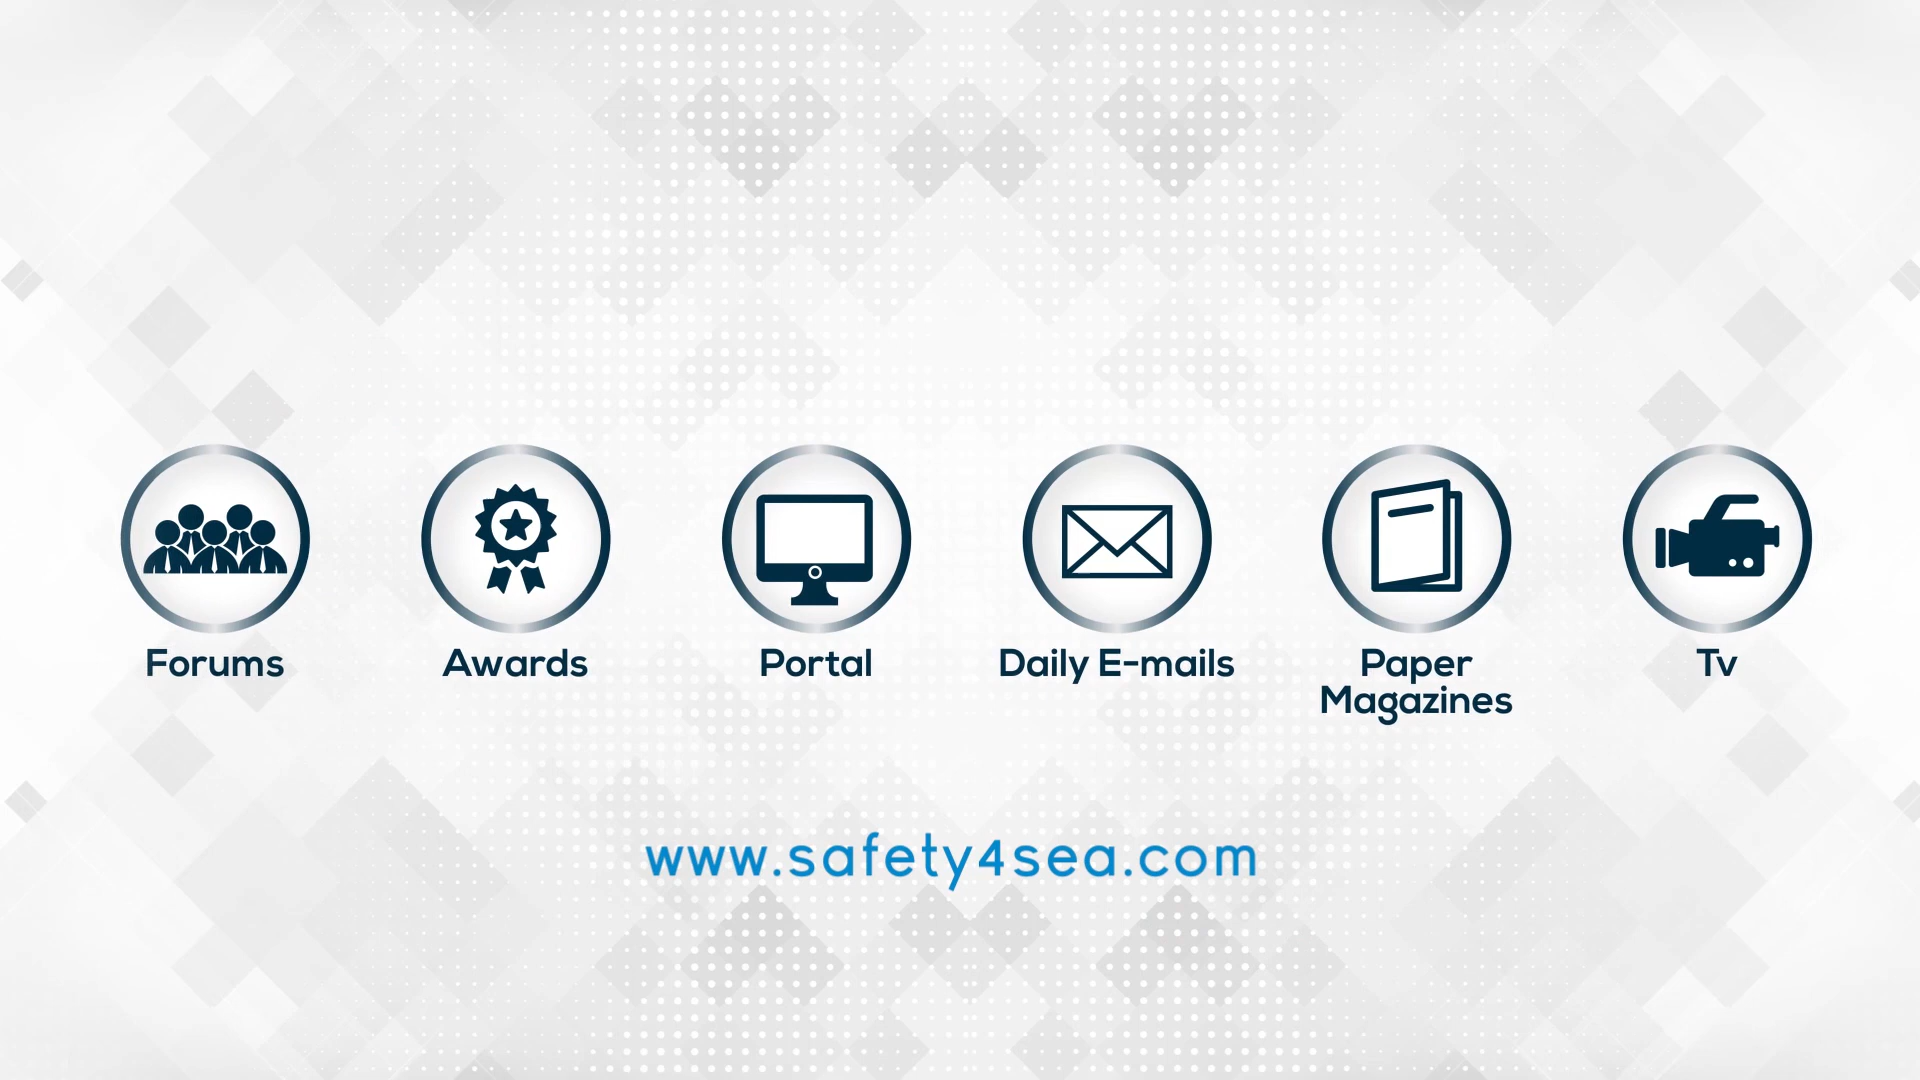 Forums
Awards
Portal
Daily E-mails
Paper
Magazines
Tv
www.safety4sea.com